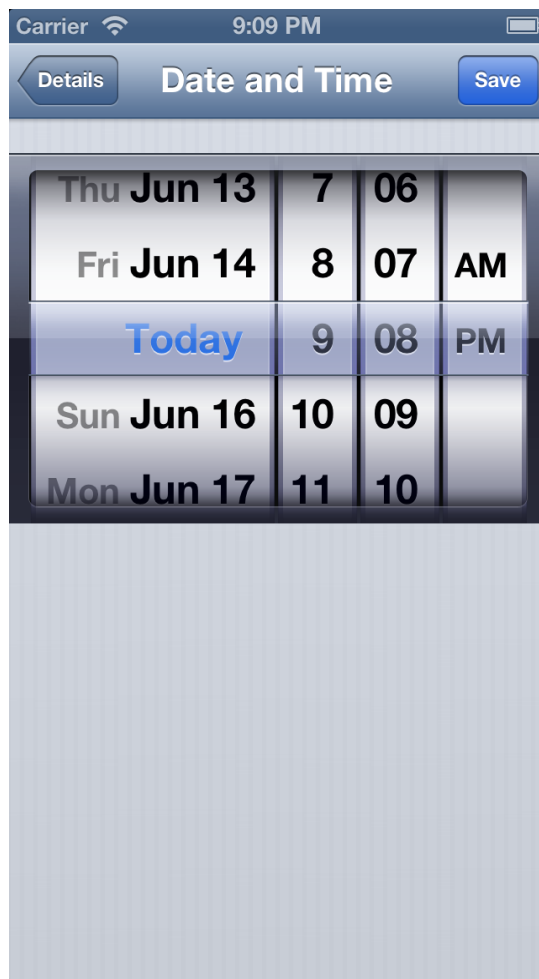 Carrier 9:09 PM
Details Date and Time Save
Thu Jun 13 7 06
Fri Jun 14 8 07 AM
Today 9 08 PM
Sun Jun 16 10 09
Mon Jun 17 11 10